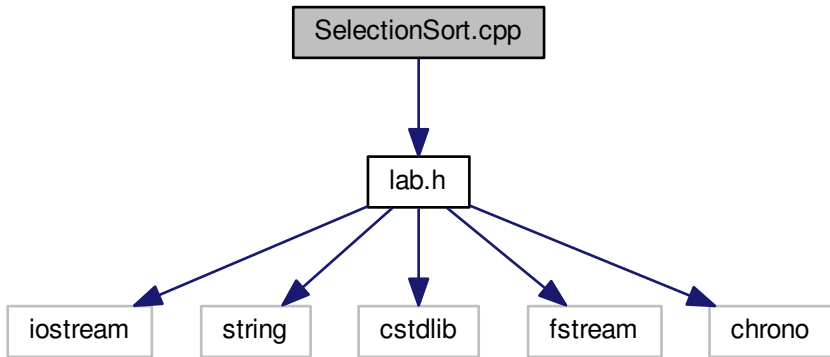 SelectionSort.cpp
lab.h
iostream
string
cstdlib
fstream
chrono